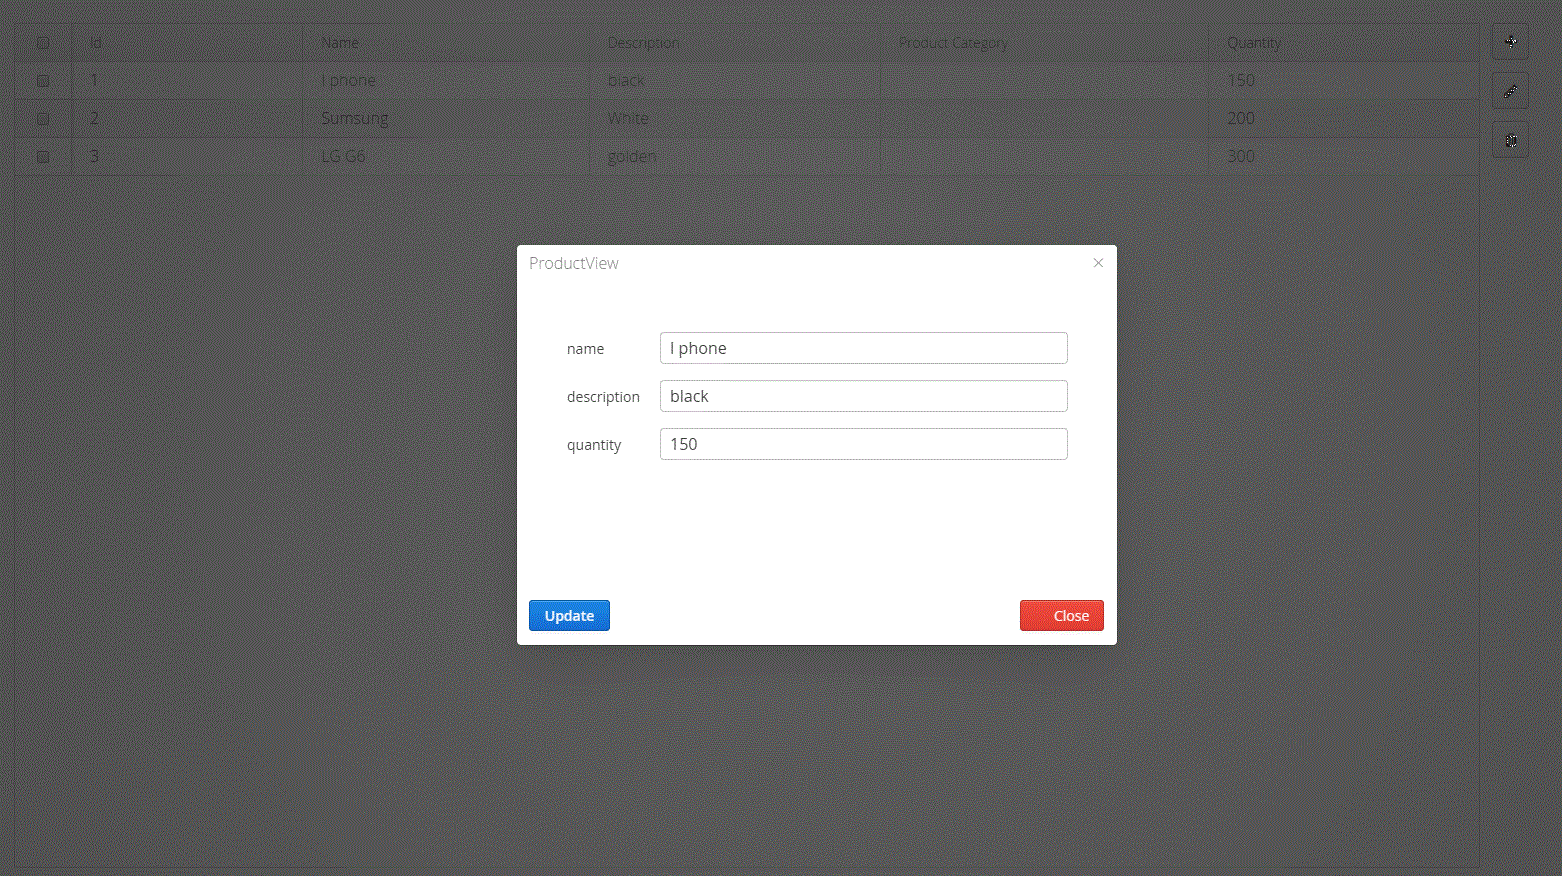 Id Name Description Product Category Quantity
1 I phone black 150
2 Sumsung White 200
3 LG G6 golden 300
ProductView
name I phone
description black
quantity 150
Update Close